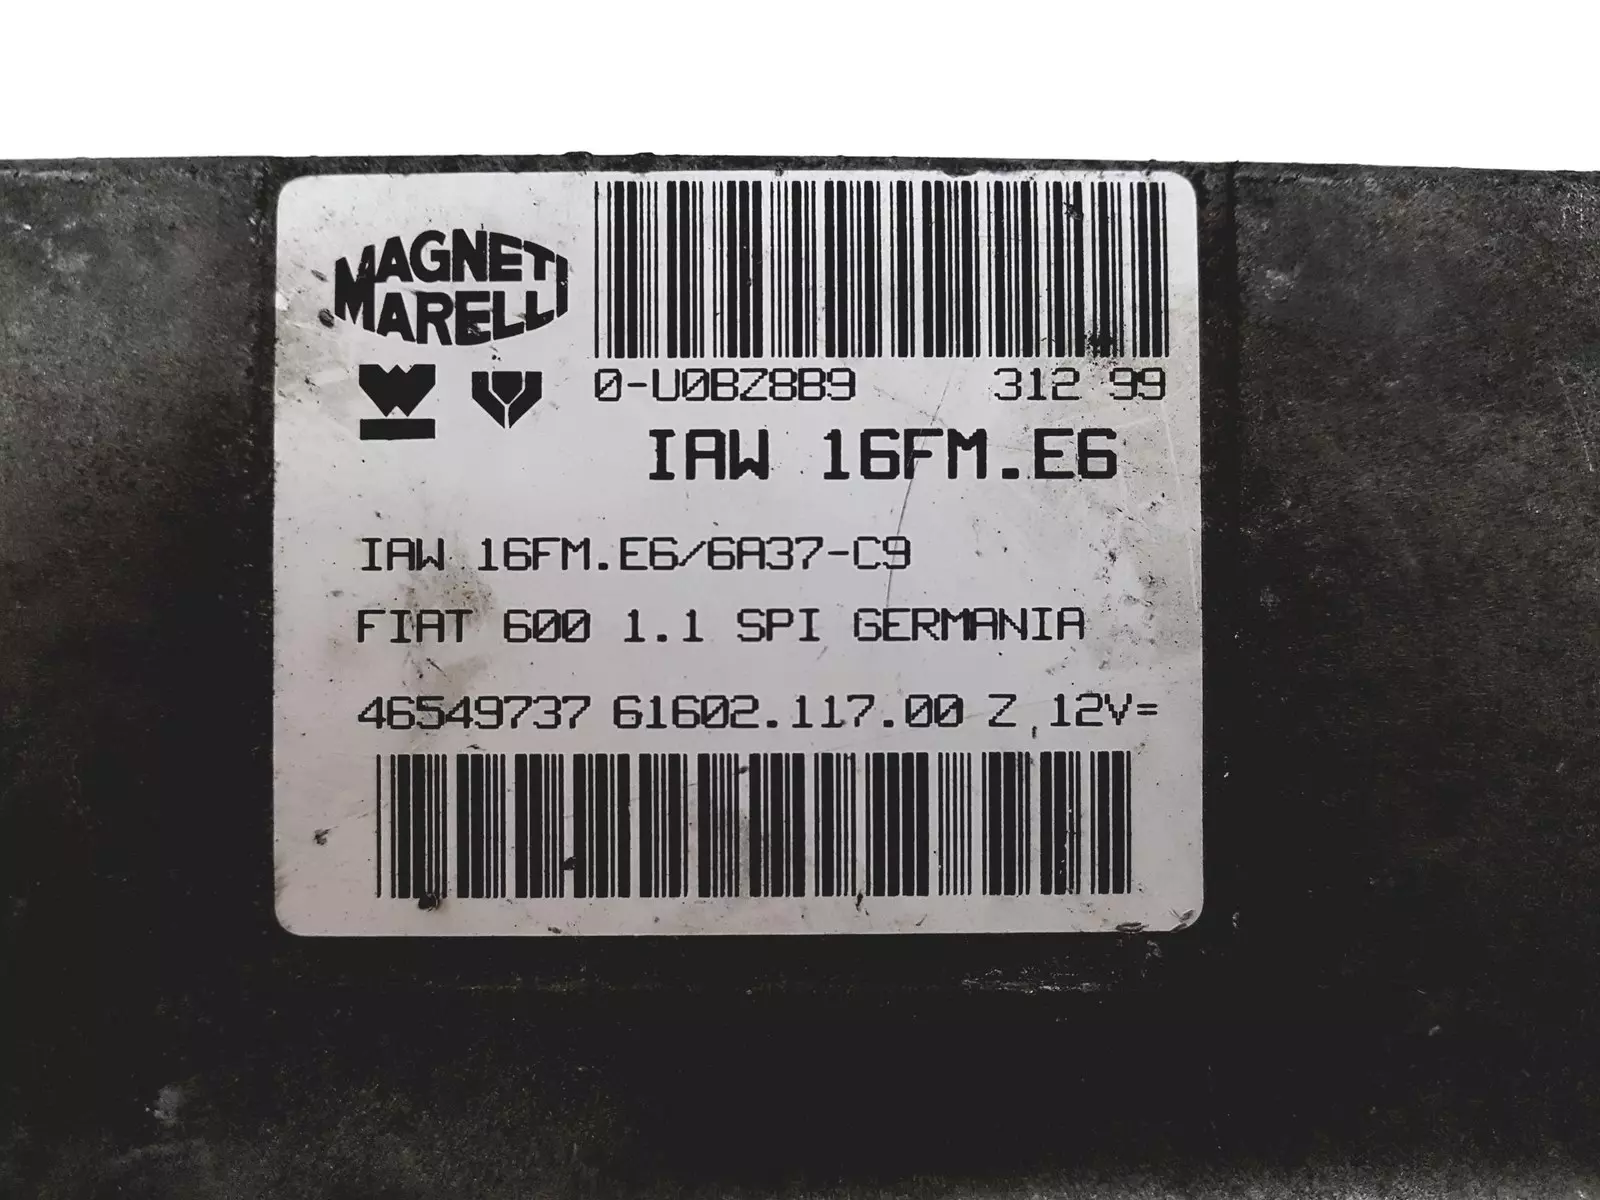 MAGNETI
MARELLI
0-U0BZ8B9 312 99
IAW 16FM.E6
IAW 16FM.E6/6A37-C9
FIAT 600 1.1 SPI GERMANIA
46549737 61602.117.00 Z 12V=